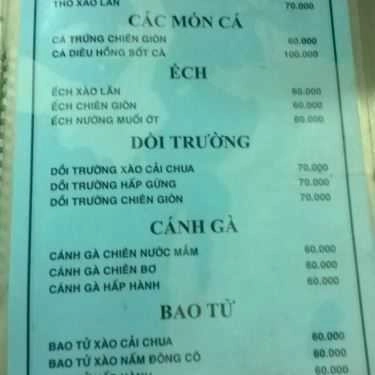 THỎ XÀO LĂN 70.000
CÁC MÓN CÁ
CÁ TRỨNG CHIÊN GIÒN 60.000
CÁ DIÊU HỒNG SỐT CÀ 100.000
ẾCH
ẾCH XÀO LĂN 60.000
ẾCH CHIÊN GIÒN 60.000
ẾCH NƯỚNG MUỐI ỚT 60.000
DỒI TRƯỜNG
DỒI TRƯỜNG XÀO CẢI CHUA 70.000
DỒI TRƯỜNG HẤP GỪNG 70.000
DỒI TRƯỜNG CHIÊN GIÒN 70.000
CÁNH GÀ
CÁNH GÀ CHIÊN NƯỚC MẮM 60.000
CÁNH GÀ CHIÊN BƠ 60.000
CÁNH GÀ HẤP HÀNH 60.000
BAO TỬ
BAO TỬ XÀO CẢI CHUA 60.000
BAO TỬ XÀO NẤM ĐÔNG CÔ 60.000